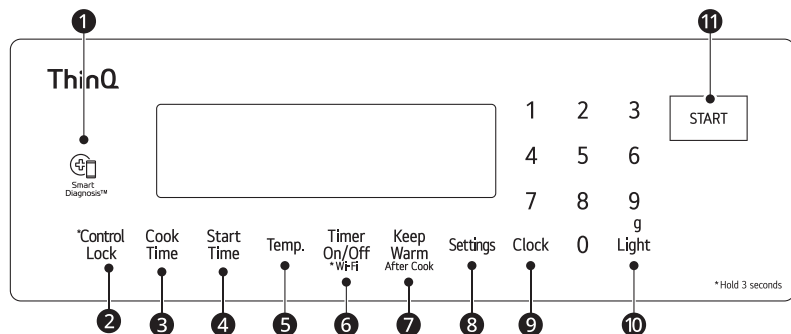 1
11
ThinQ
1 2 3
START
4 5 6
Smart
Diagnosis™
7 8 9
g
*Control
Lock
Cook
Time
Start
Time
Temp.
Timer
On/Off
*Wi-Fi
Keep
Warm
After Cook
Settings
Clock
0
Light
*Hold 3 seconds
2 3 4 5 6 7 8 9 10